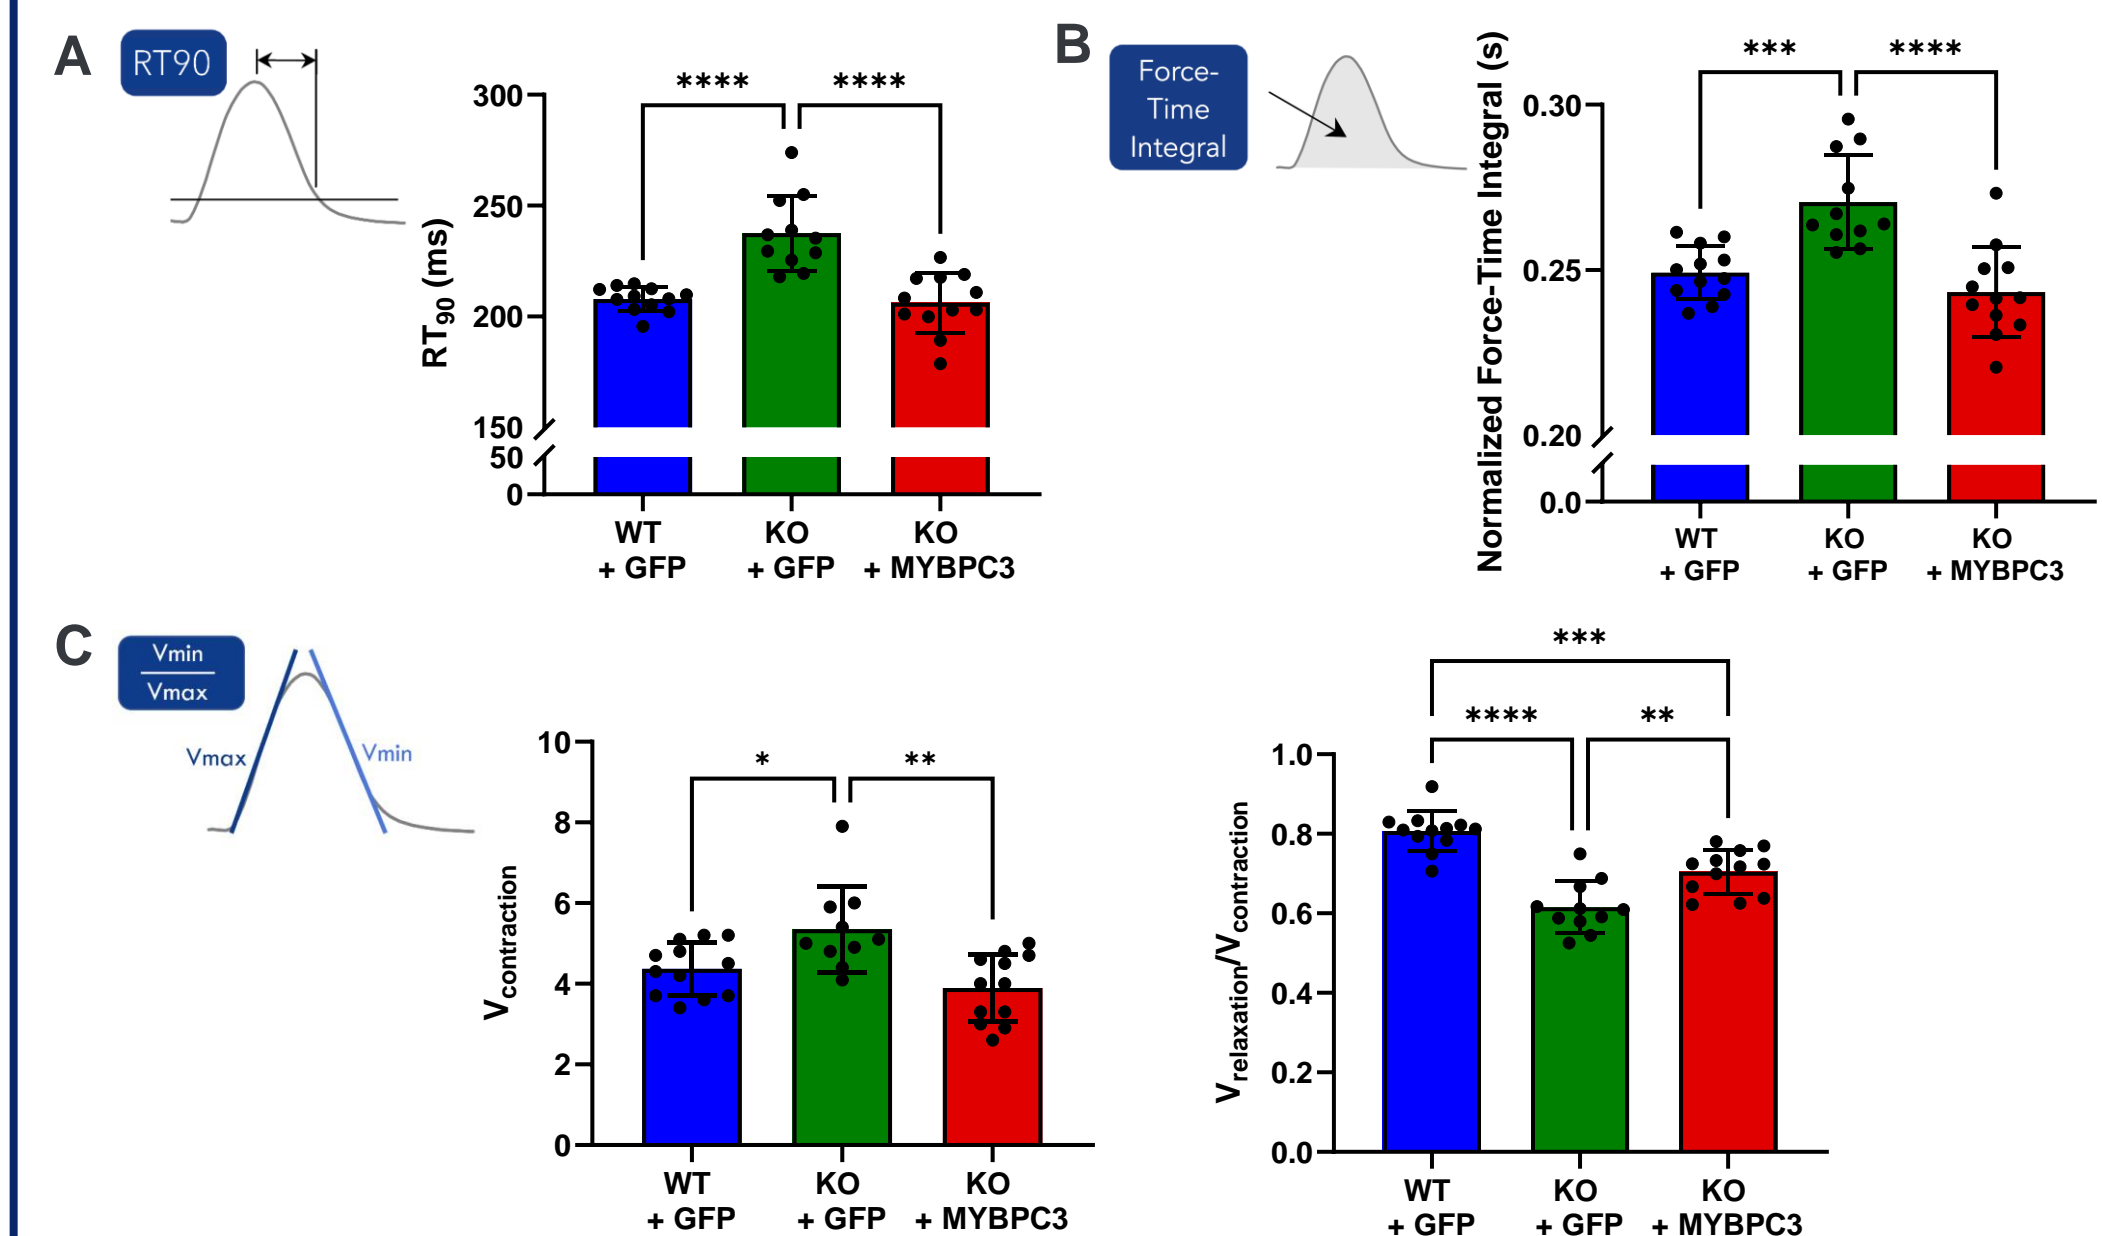 A
RT90
RT90 (ms)
300
250
200
150
50
0
****
****
WT
+ GFP
KO
+ GFP
KO
+ MYBPC3
B
Force-
Time
Integral
Normalized Force-Time Integral (s)
0.30
0.25
0.20
0.0
***
****
WT
+ GFP
KO
+ GFP
KO
+ MYBPC3
C
Vmin
Vmax
Vmax
Vmin
Vcontraction
10
8
6
4
2
0
*
**
WT
+ GFP
KO
+ GFP
KO
+ MYBPC3
Vrelaxation/Vcontraction
1.0
0.8
0.6
0.4
0.2
0.0
***
****
**
WT
+ GFP
KO
+ GFP
KO
+ MYBPC3